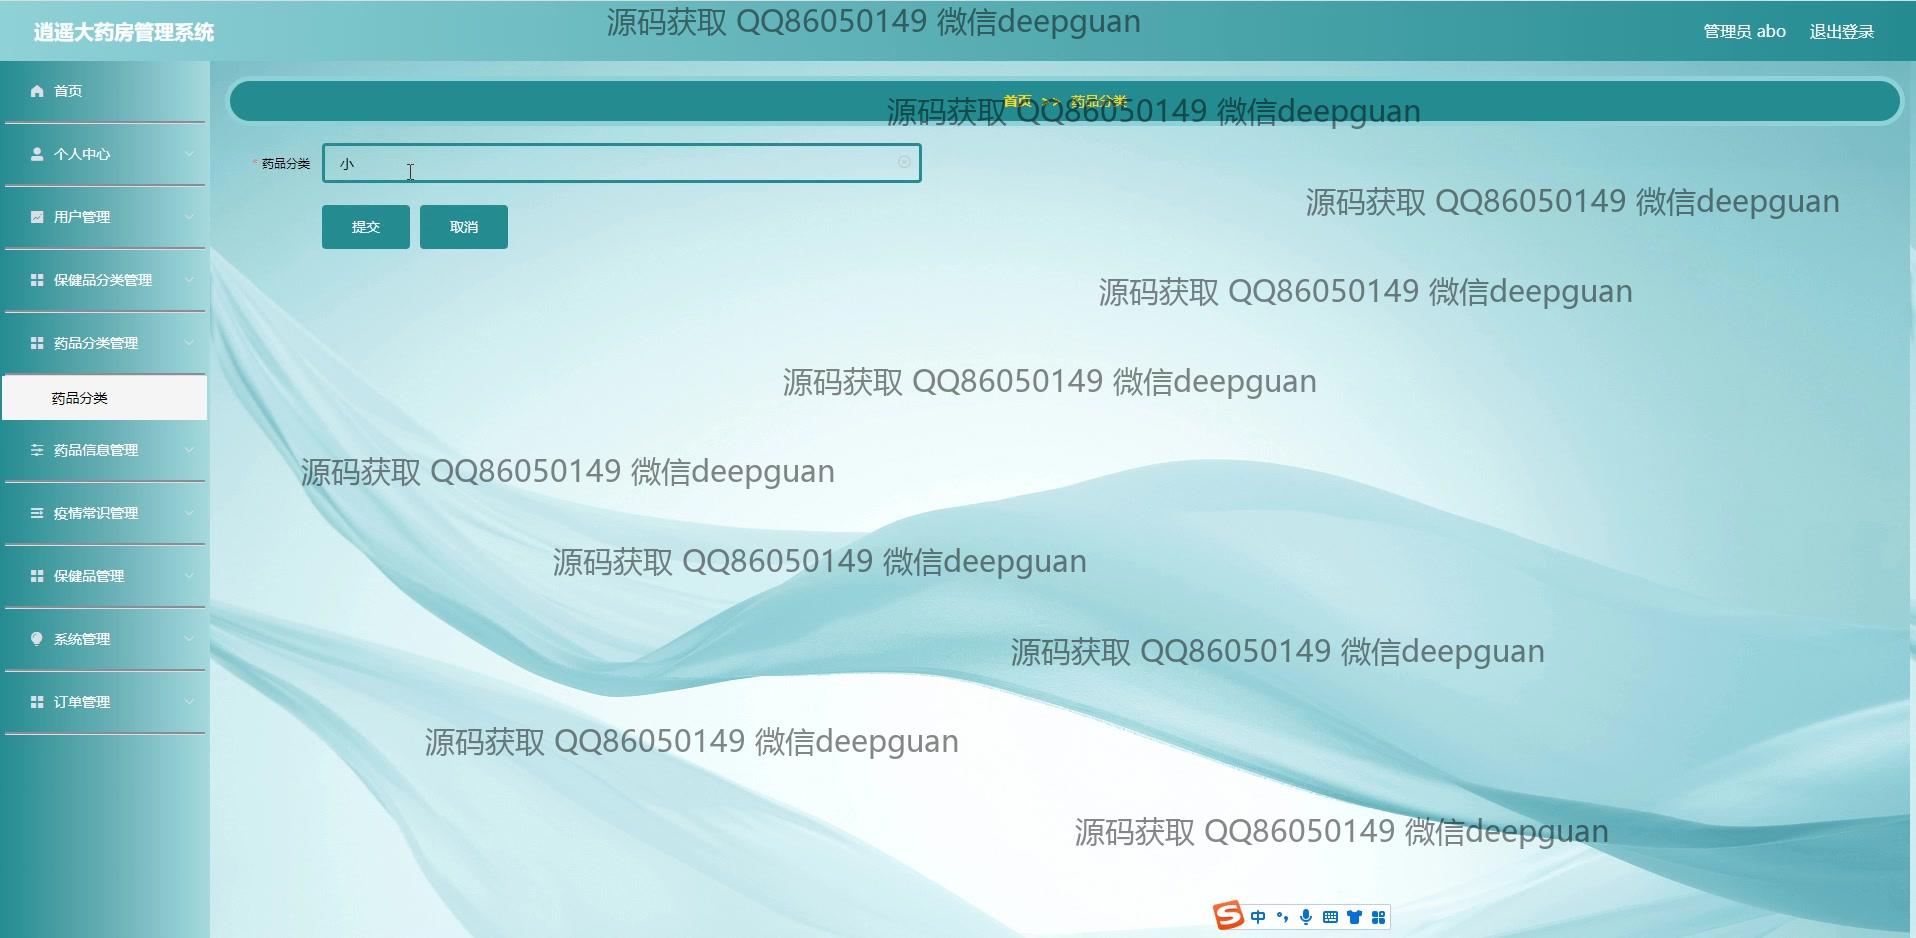 源码获取 QQ86050149 微信deepguan
逍遥大药房管理系统
管理员 abo 退出登录
首页
首页 >> 药品分类
源码获取 QQ86050149 微信deepguan
个人中心
* 药品分类 小
源码获取 QQ86050149 微信deepguan
用户管理
提交 取消
保健品分类管理
源码获取 QQ86050149 微信deepguan
药品分类管理
源码获取 QQ86050149 微信deepguan
药品分类
药品信息管理
源码获取 QQ86050149 微信deepguan
疫情常识管理
源码获取 QQ86050149 微信deepguan
保健品管理
系统管理
源码获取 QQ86050149 微信deepguan
订单管理
源码获取 QQ86050149 微信deepguan
源码获取 QQ86050149 微信deepguan
S 中